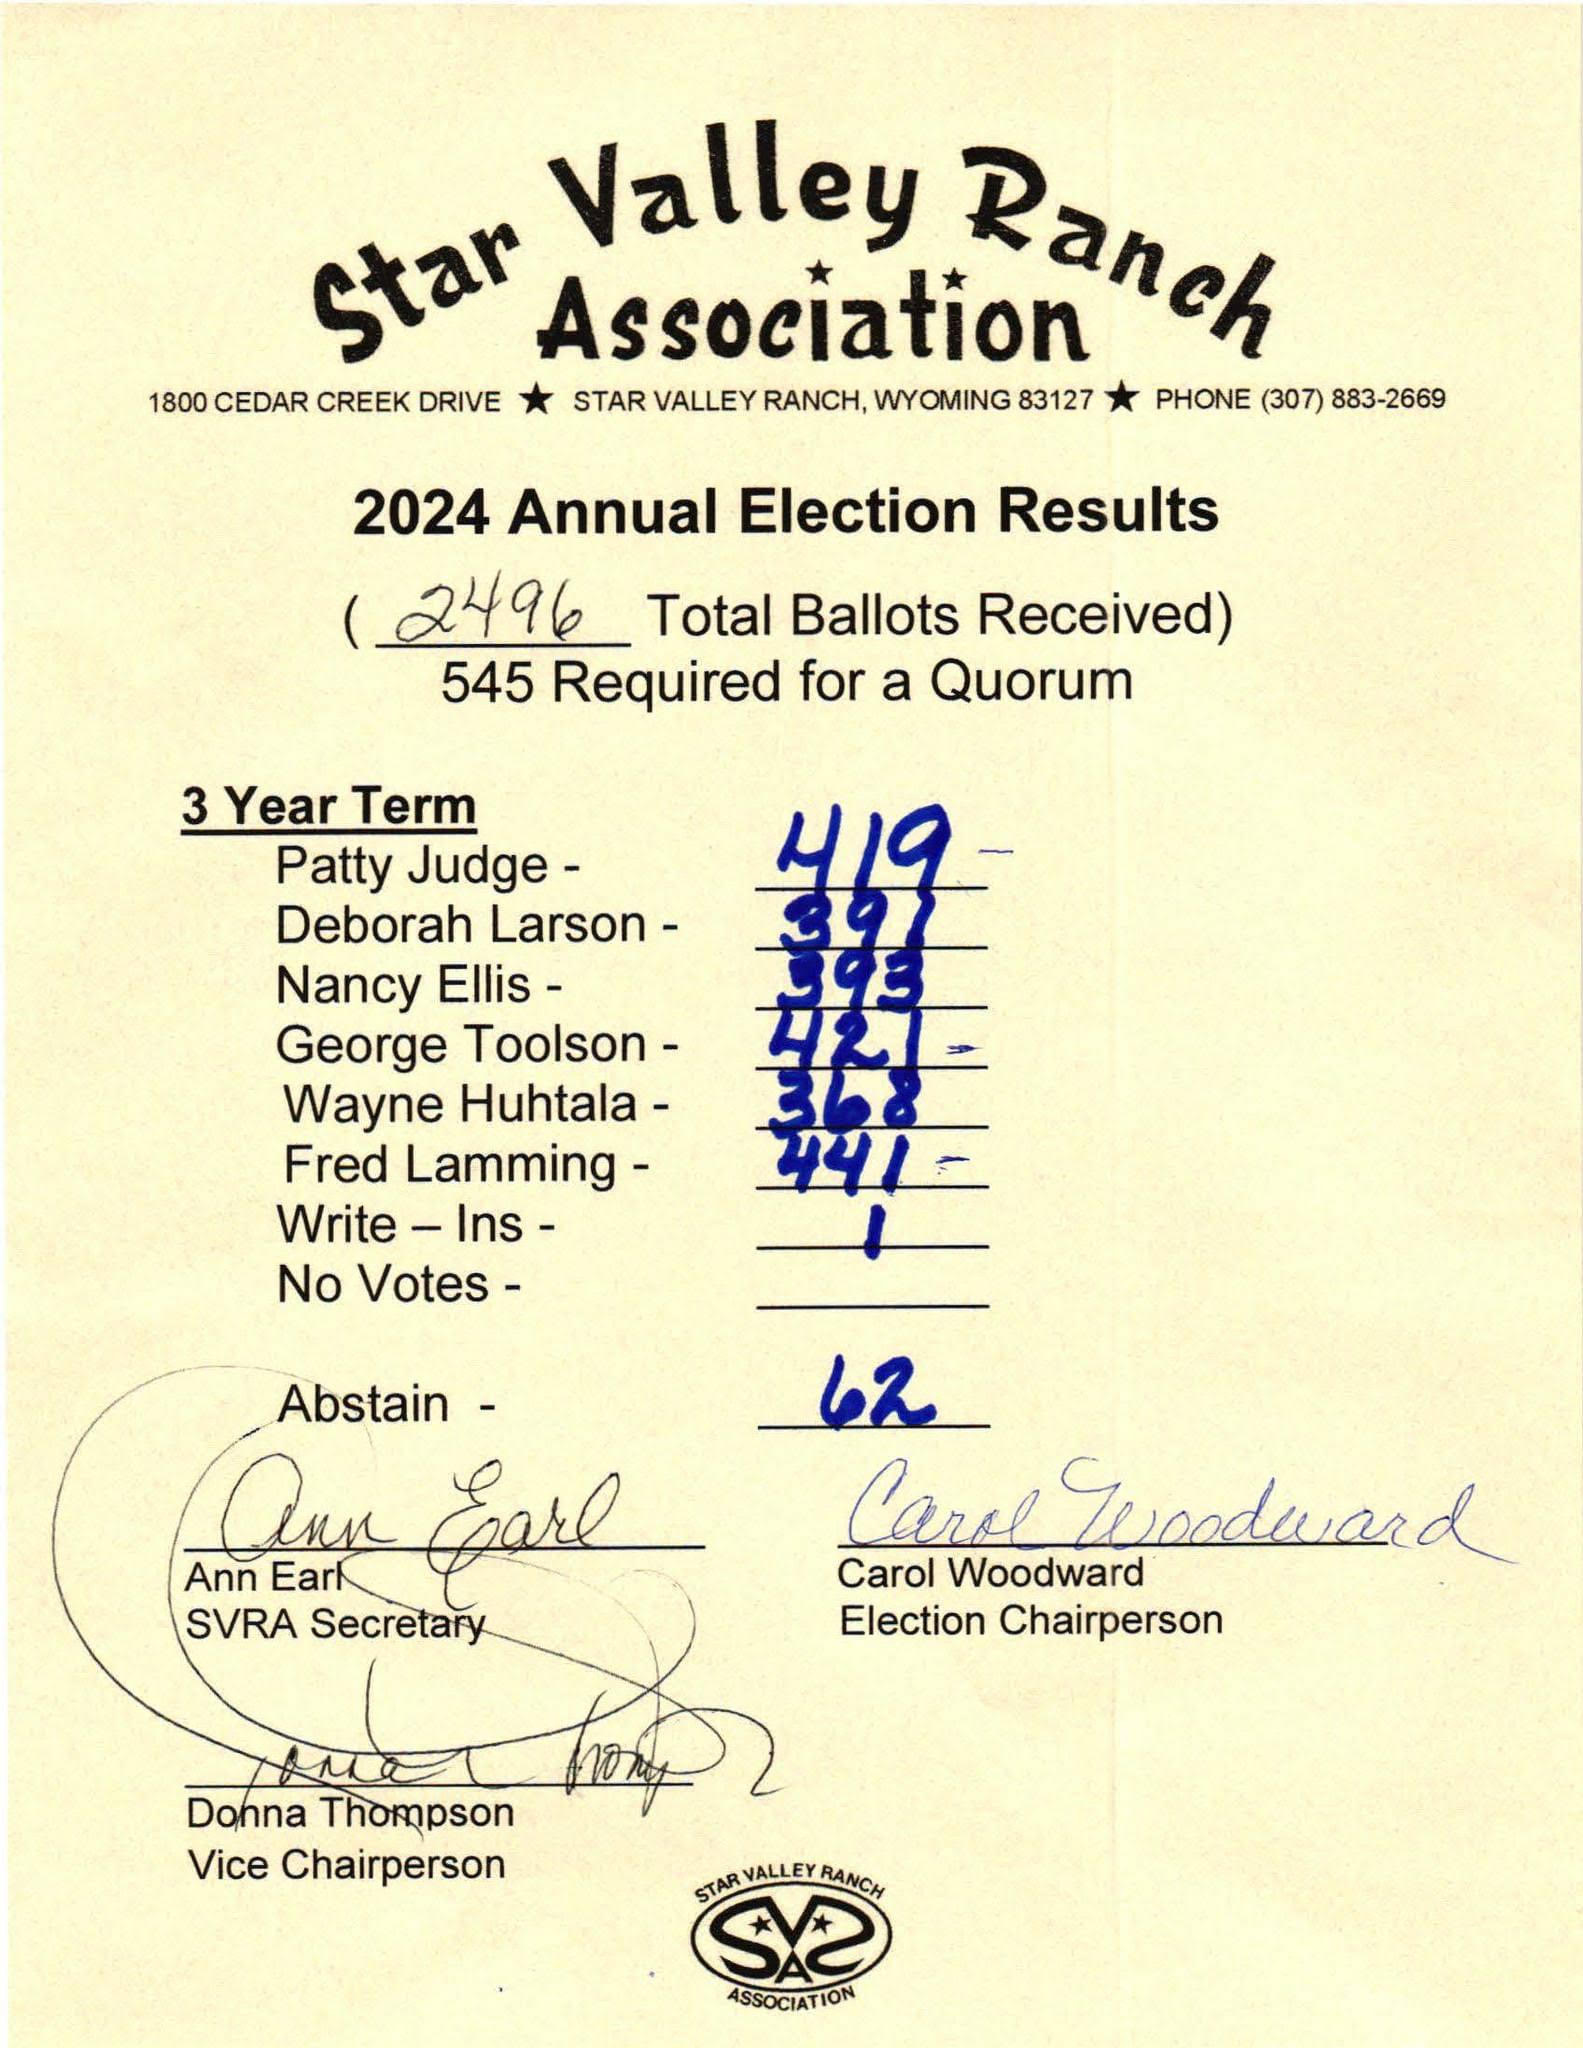 Star Valley Ranch
Association
1800 CEDAR CREEK DRIVE ★ STAR VALLEY RANCH, WYOMING 83127 ★ PHONE (307) 883-2669
2024 Annual Election Results
( 2496 Total Ballots Received)
545 Required for a Quorum
3 Year Term
Patty Judge - 419 -
Deborah Larson - 391
Nancy Ellis - 393
George Toolson - 421 -
Wayne Huhtala - 368
Fred Lamming - 441 -
Write – Ins - 1
No Votes -
Abstain - 62
Ann Earl
Carol Woodward
Ann Earl
Carol Woodward
SVRA Secretary
Election Chairperson
Donna Thompson
Donna Thompson
Vice Chairperson
STAR VALLEY RANCH
SVRA
ASSOCIATION